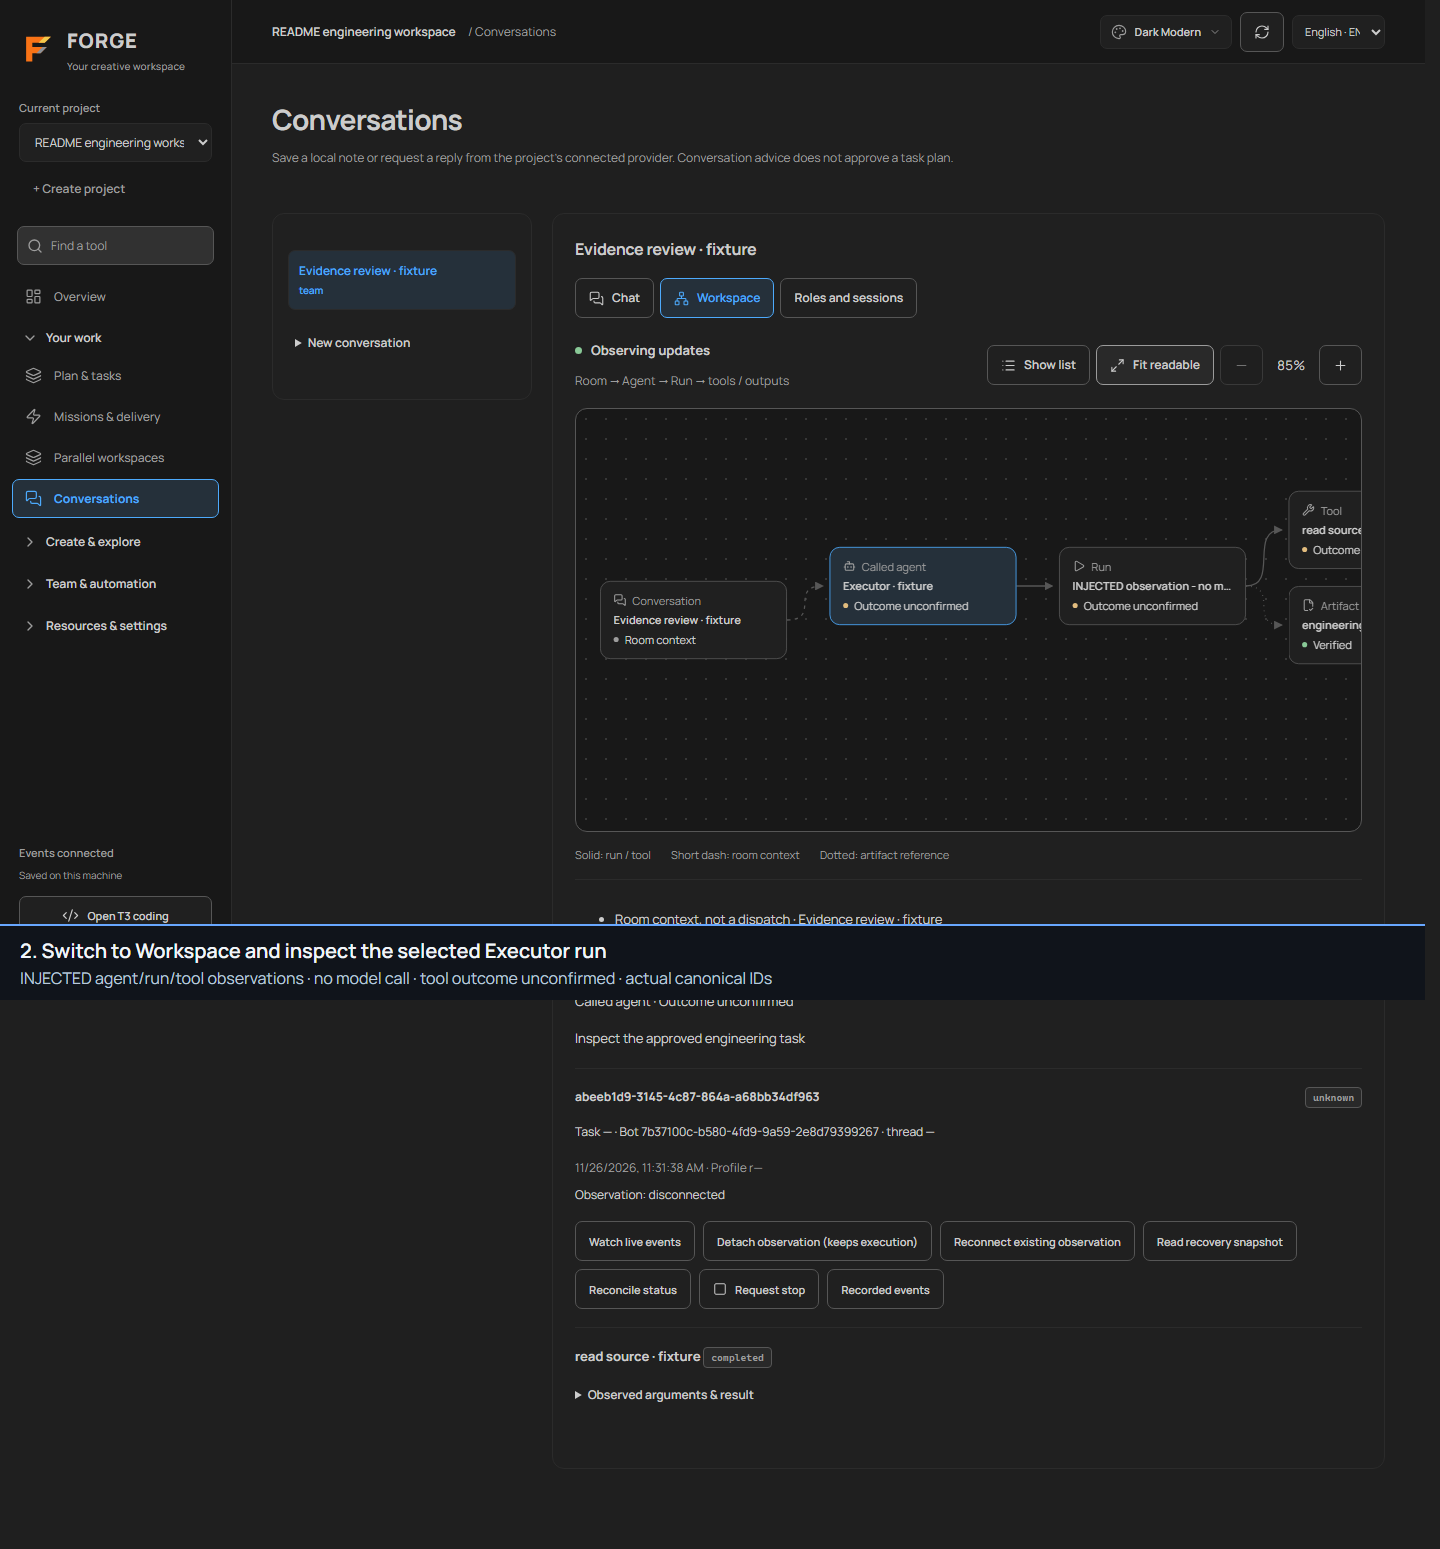 FORGE
Your creative workspace
Current project
README engineering works
+ Create project
Find a tool
Overview
Your work
Plan & tasks
Missions & delivery
Parallel workspaces
Conversations
Create & explore
Team & automation
Resources & settings
Events connected
Saved on this machine
Open T3 coding
README engineering workspace / Conversations
Dark Modern
English · EN
Conversations
Save a local note or request a reply from the project's connected provider. Conversation advice does not approve a task plan.
Evidence review · fixture
team
New conversation
Evidence review · fixture
Chat
Workspace
Roles and sessions
Observing updates
Room → Agent → Run → tools / outputs
Show list
Fit readable
85%
Conversation
Evidence review · fixture
Room context
Called agent
Executor · fixture
Outcome unconfirmed
Run
INJECTED observation - no m...
Outcome unconfirmed
Tool
read source
Outcome
Artifact
engineering
Verified
Solid: run / tool
Short dash: room context
Dotted: artifact reference
Room context, not a dispatch · Evidence review · fixture
2. Switch to Workspace and inspect the selected Executor run
INJECTED agent/run/tool observations · no model call · tool outcome unconfirmed · actual canonical IDs
Called agent · Outcome unconfirmed
Inspect the approved engineering task
abeeb1d9-3145-4c87-864a-a68bb34df963
unknown
Task — · Bot 7b37100c-b580-4fd9-9a59-2e8d79399267 · thread —
11/26/2026, 11:31:38 AM · Profile r—
Observation: disconnected
Watch live events
Detach observation (keeps execution)
Reconnect existing observation
Read recovery snapshot
Reconcile status
Request stop
Recorded events
read source · fixture
completed
Observed arguments & result